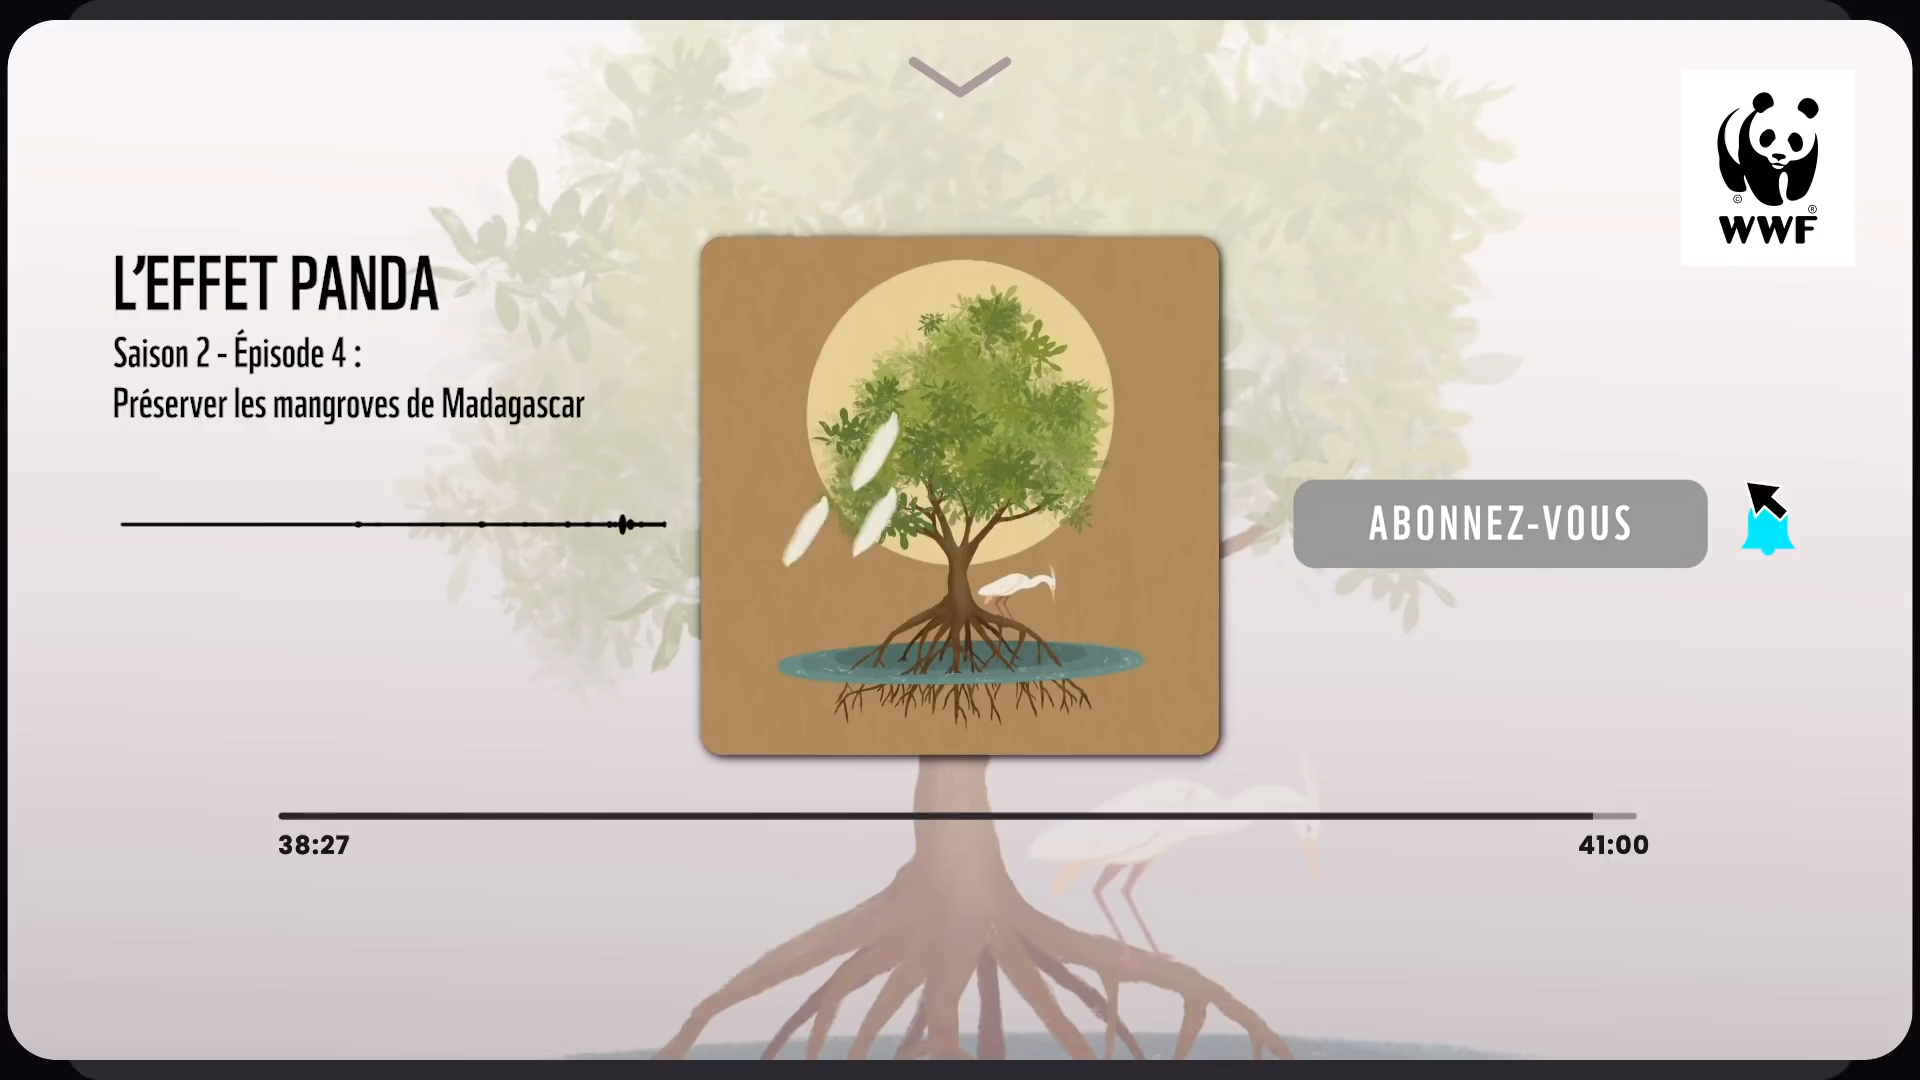 L'EFFET PANDA
Saison 2 - Épisode 4 :
Préserver les mangroves de Madagascar
© ®
WWF
ABONNEZ-VOUS
38:27
41:00